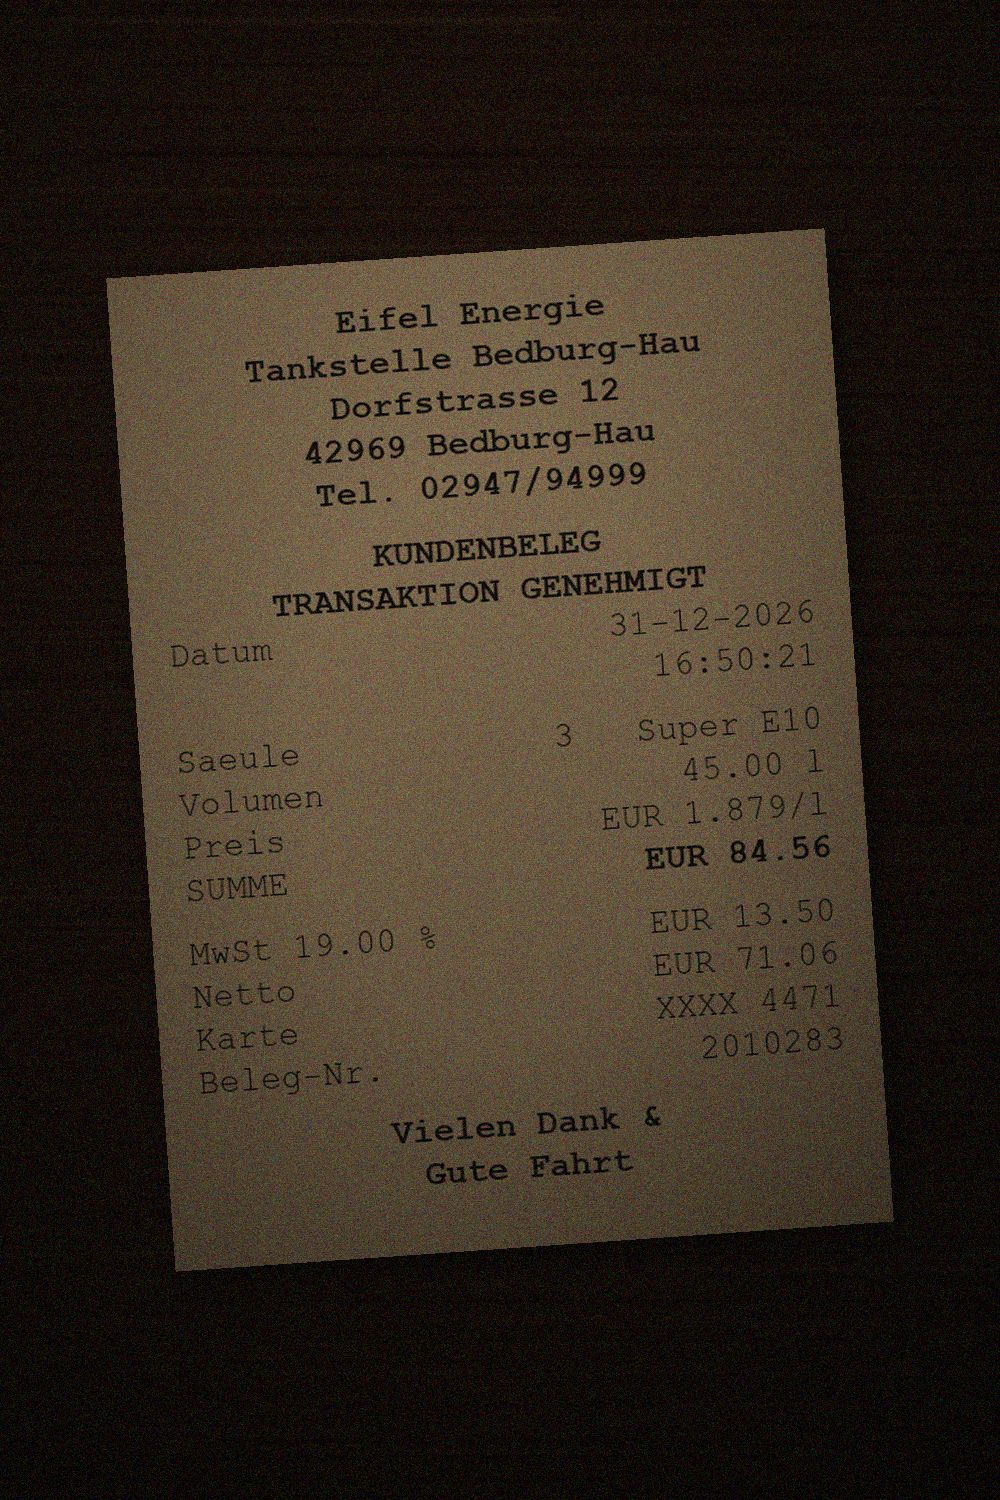 Eifel Energie
Tankstelle Bedburg-Hau
Dorfstrasse 12
42969 Bedburg-Hau
Tel. 02947/94999
KUNDENBELEG
TRANSAKTION GENEHMIGT
Datum 31-12-2026
16:50:21
Saeule 3 Super E10
Volumen 45.00 l
Preis EUR 1.879/l
SUMME EUR 84.56
MwSt 19.00 % EUR 13.50
Netto EUR 71.06
Karte XXXX 4471
Beleg-Nr. 2010283
Vielen Dank &
Gute Fahrt